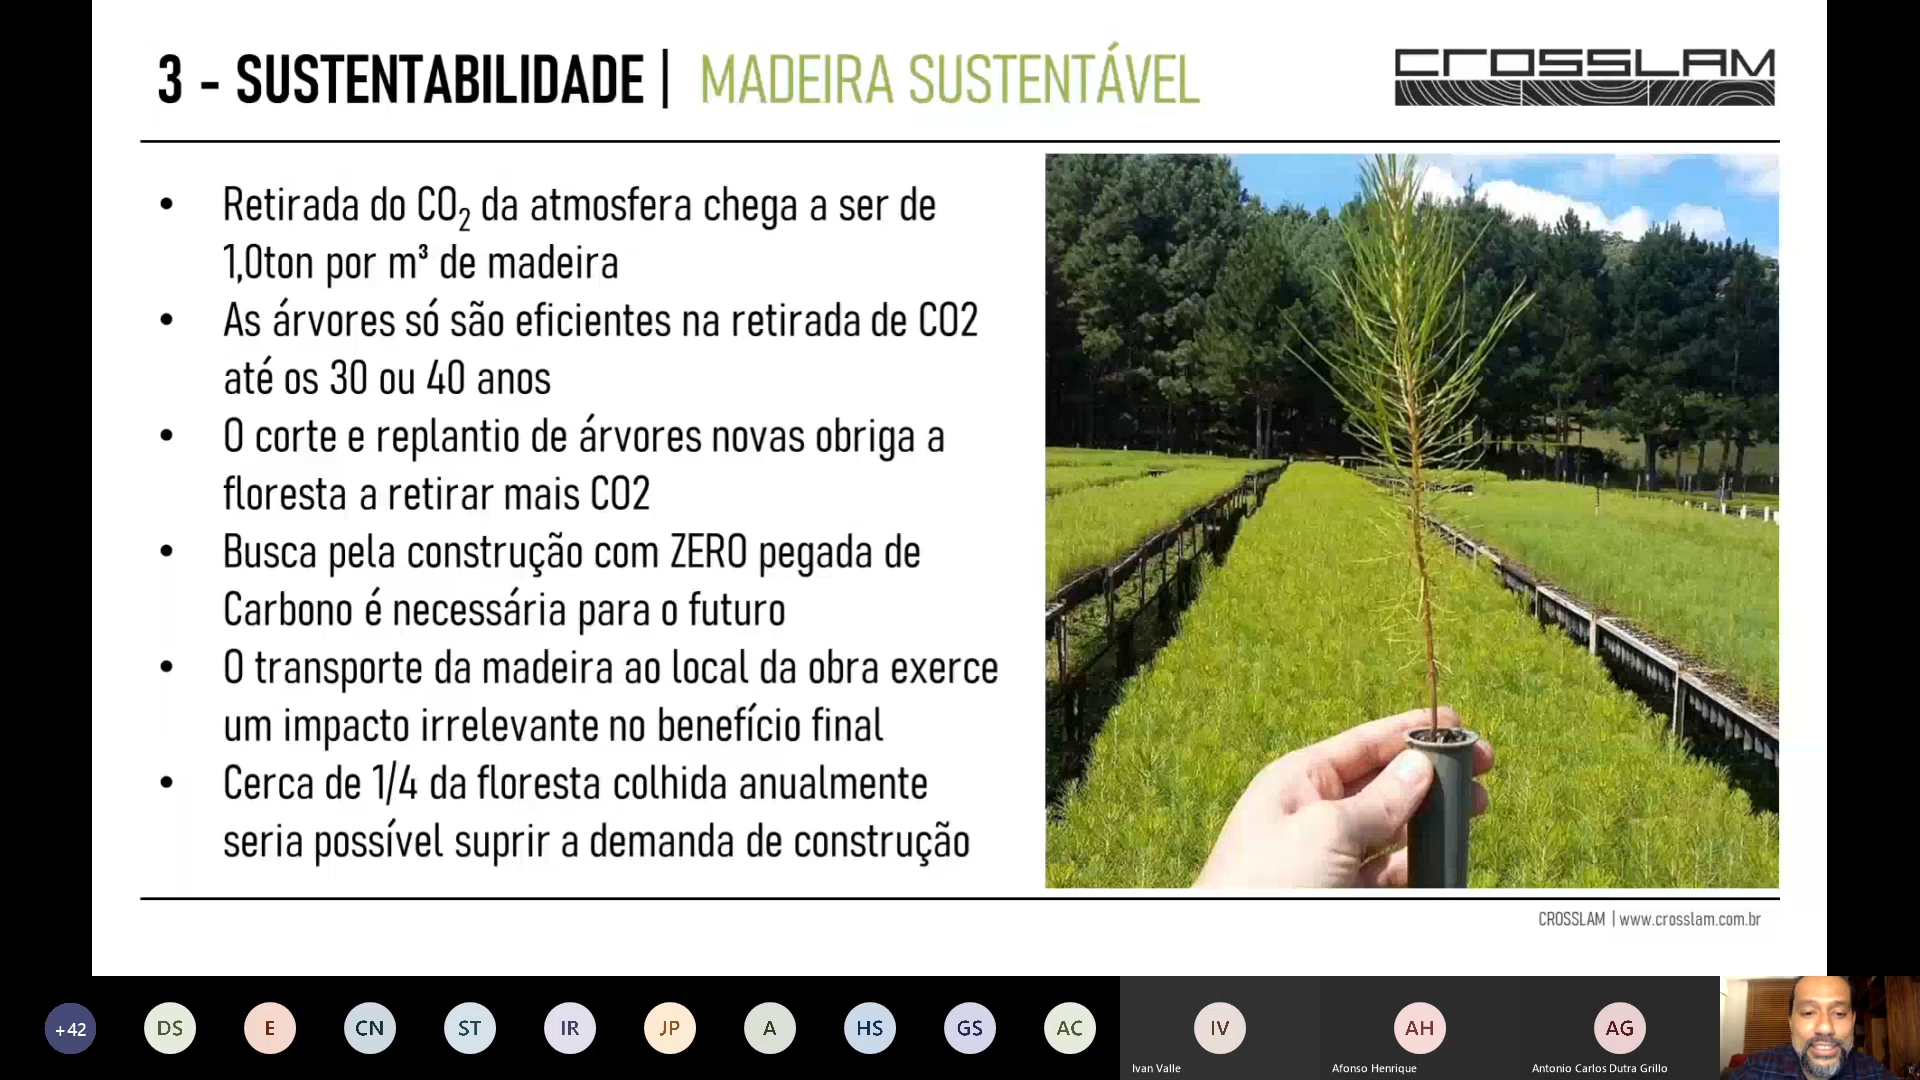 3 - SUSTENTABILIDADE | MADEIRA SUSTENTÁVEL
CROSSLAM
• Retirada do CO₂ da atmosfera chega a ser de
1,0ton por m³ de madeira
• As árvores só são eficientes na retirada de CO2
até os 30 ou 40 anos
• O corte e replantio de árvores novas obriga a
floresta a retirar mais CO2
• Busca pela construção com ZERO pegada de
Carbono é necessária para o futuro
• O transporte da madeira ao local da obra exerce
um impacto irrelevante no benefício final
• Cerca de 1/4 da floresta colhida anualmente
seria possível suprir a demanda de construção
CROSSLAM | www.crosslam.com.br
+42 DS E CN ST IR JP A HS GS AC IV AH AG
Ivan Valle Afonso Henrique Antonio Carlos Dutra Grillo